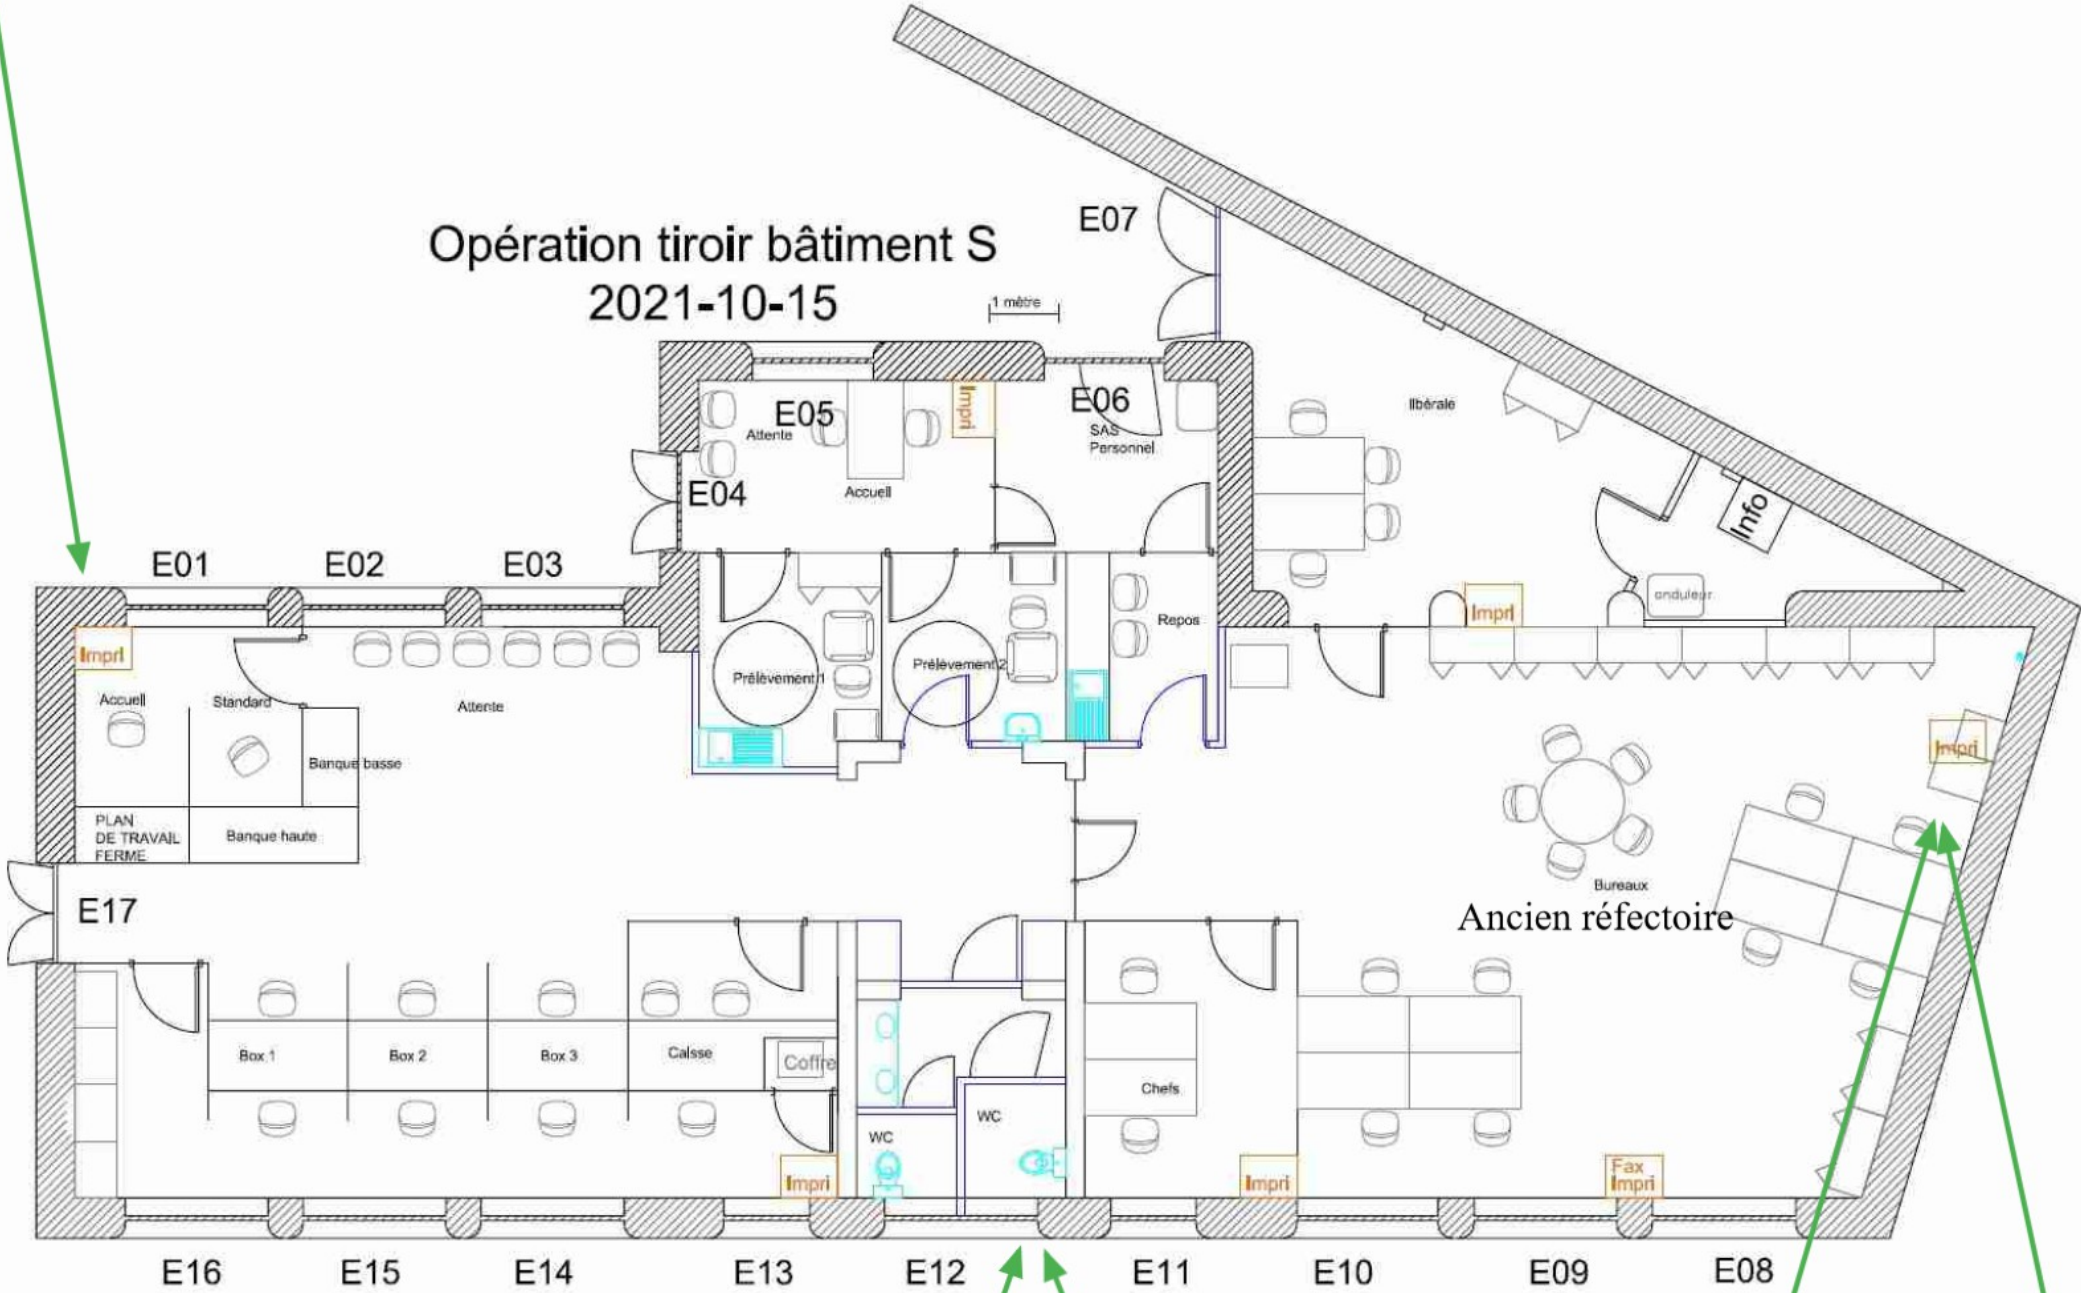 E07
Opération tiroir bâtiment S
2021-10-15
1 mètre
Impri
E05
E06
Attente
SAS
Personnel
libérale
E04
Accueil
Info
E01
E02
E03
onduleur
Impri
Impri
Repos
Prélèvement 1
Prélèvement 2
Accueil
Standard
Attente
Banque basse
Impri
PLAN
DE TRAVAIL
FERME
Banque haute
Bureaux
Ancien réfectoire
E17
Box 1
Box 2
Box 3
Caisse
Coffre
Chefs
WC
WC
Impri
Impri
Fax
Impri
E16
E15
E14
E13
E12
E11
E10
E09
E08